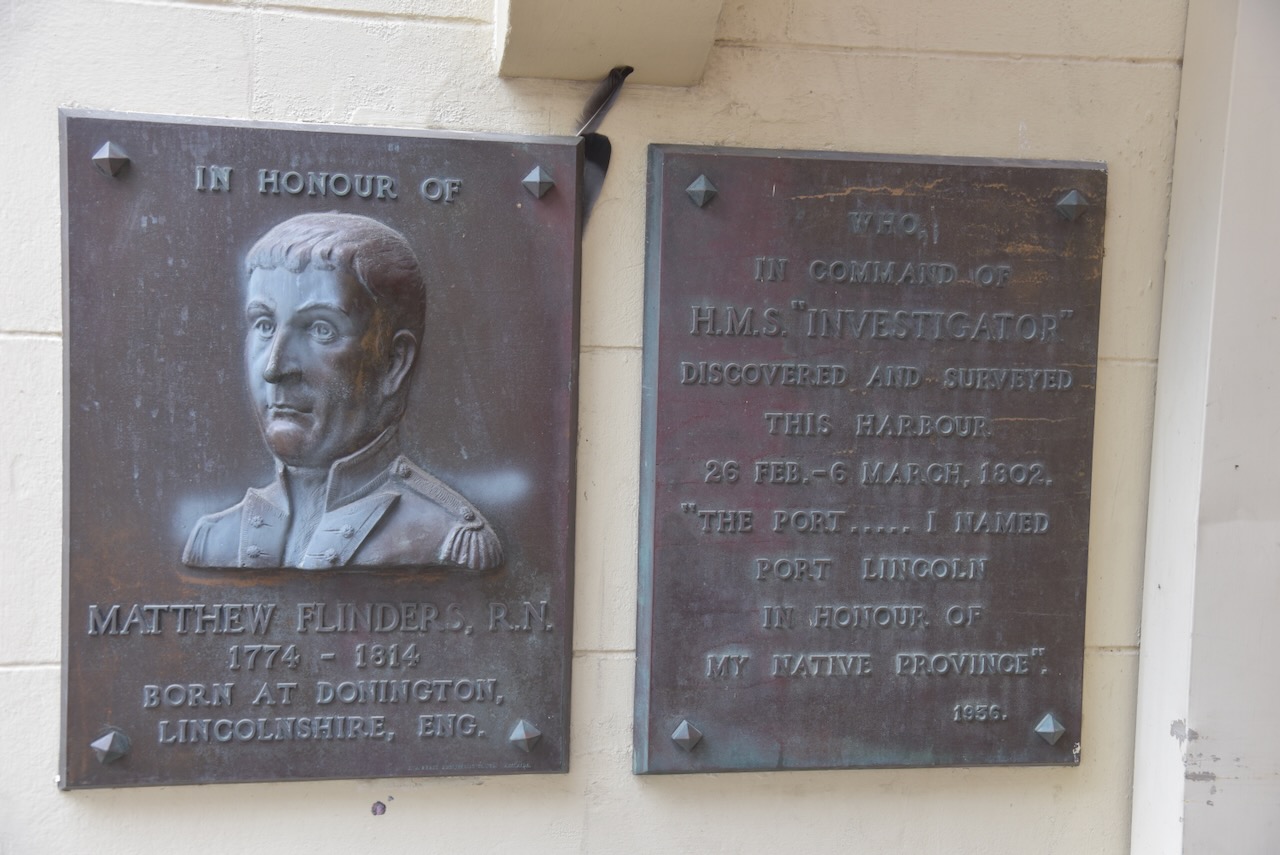 IN HONOUR OF
MATTHEW FLINDERS, R.N.
1774 - 1814
BORN AT DONINGTON,
LINCOLNSHIRE, ENG.
WHO,
IN COMMAND OF
H.M.S. "INVESTIGATOR"
DISCOVERED AND SURVEYED
THIS HARBOUR
26 FEB.-6 MARCH, 1802.
"THE PORT..... I NAMED
PORT LINCOLN
IN HONOUR OF
MY NATIVE PROVINCE".
1936.